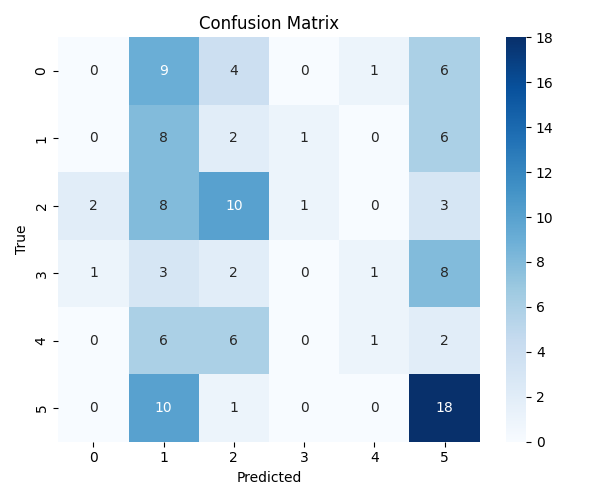 Confusion Matrix
True
0 0 9 4 0 1 6
1 0 8 2 1 0 6
2 2 8 10 1 0 3
3 1 3 2 0 1 8
4 0 6 6 0 1 2
5 0 10 1 0 0 18
0 1 2 3 4 5
Predicted
18
16
14
12
10
8
6
4
2
0